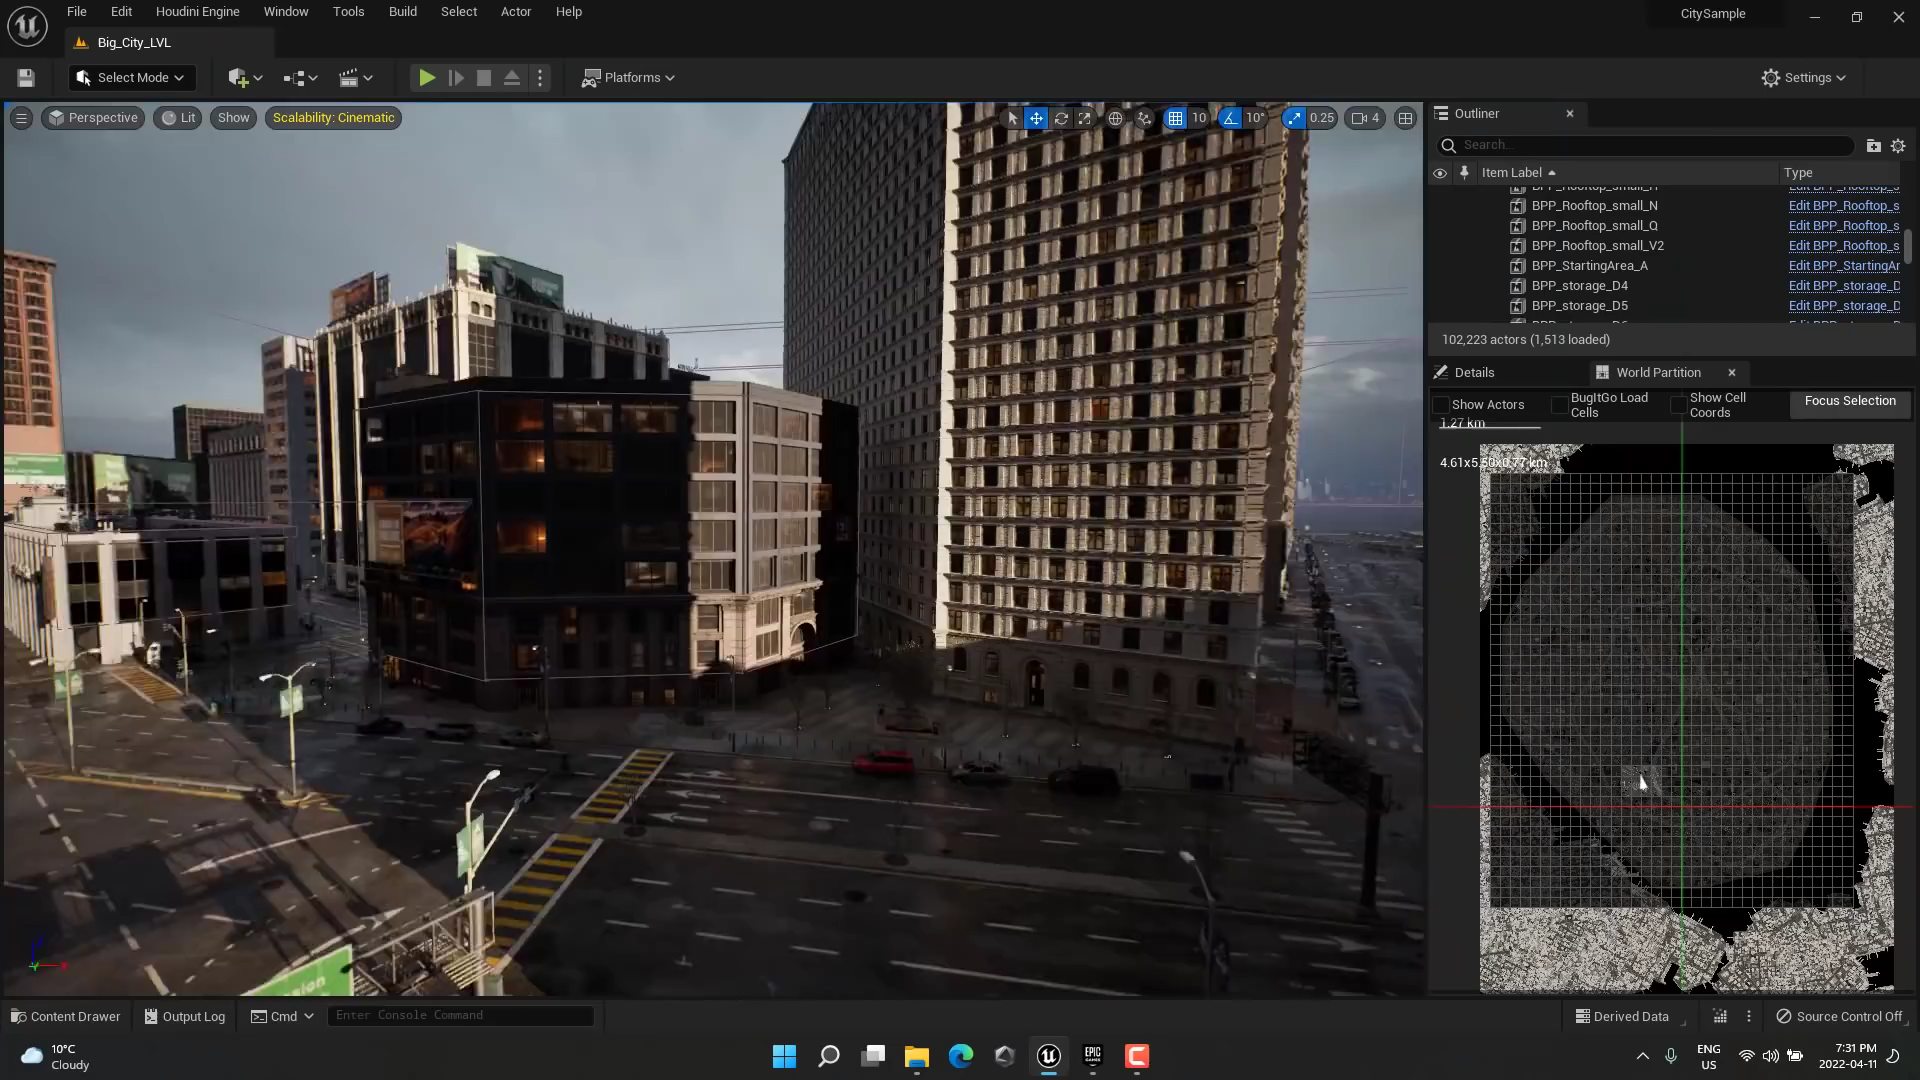 File Edit Houdini Engine Window Tools Build Select Actor Help
CitySample
Big_City_LVL
Select Mode
Platforms
Settings
Perspective
Lit
Show
Scalability: Cinematic
10
10°
0.25
4
Outliner
Search...
Item Label
Type
BPP_Rooftop_small_N Edit BPP_Rooftop_s
BPP_Rooftop_small_Q Edit BPP_Rooftop_s
BPP_Rooftop_small_V2 Edit BPP_Rooftop_s
BPP_StartingArea_A Edit BPP_StartingAr
BPP_storage_D4 Edit BPP_storage_D
BPP_storage_D5 Edit BPP_storage_D
102,223 actors (1,513 loaded)
Details
World Partition
Show Actors
BugItGo Load
Cells
Show Cell
Coords
Focus Selection
1.27 km
4.61x5.50x0.77 km
Content Drawer
Output Log
Cmd
Enter Console Command
Derived Data
Source Control Off
10°C
Cloudy
EPIC
GAMES
ENG
US
7:31 PM
2022-04-11